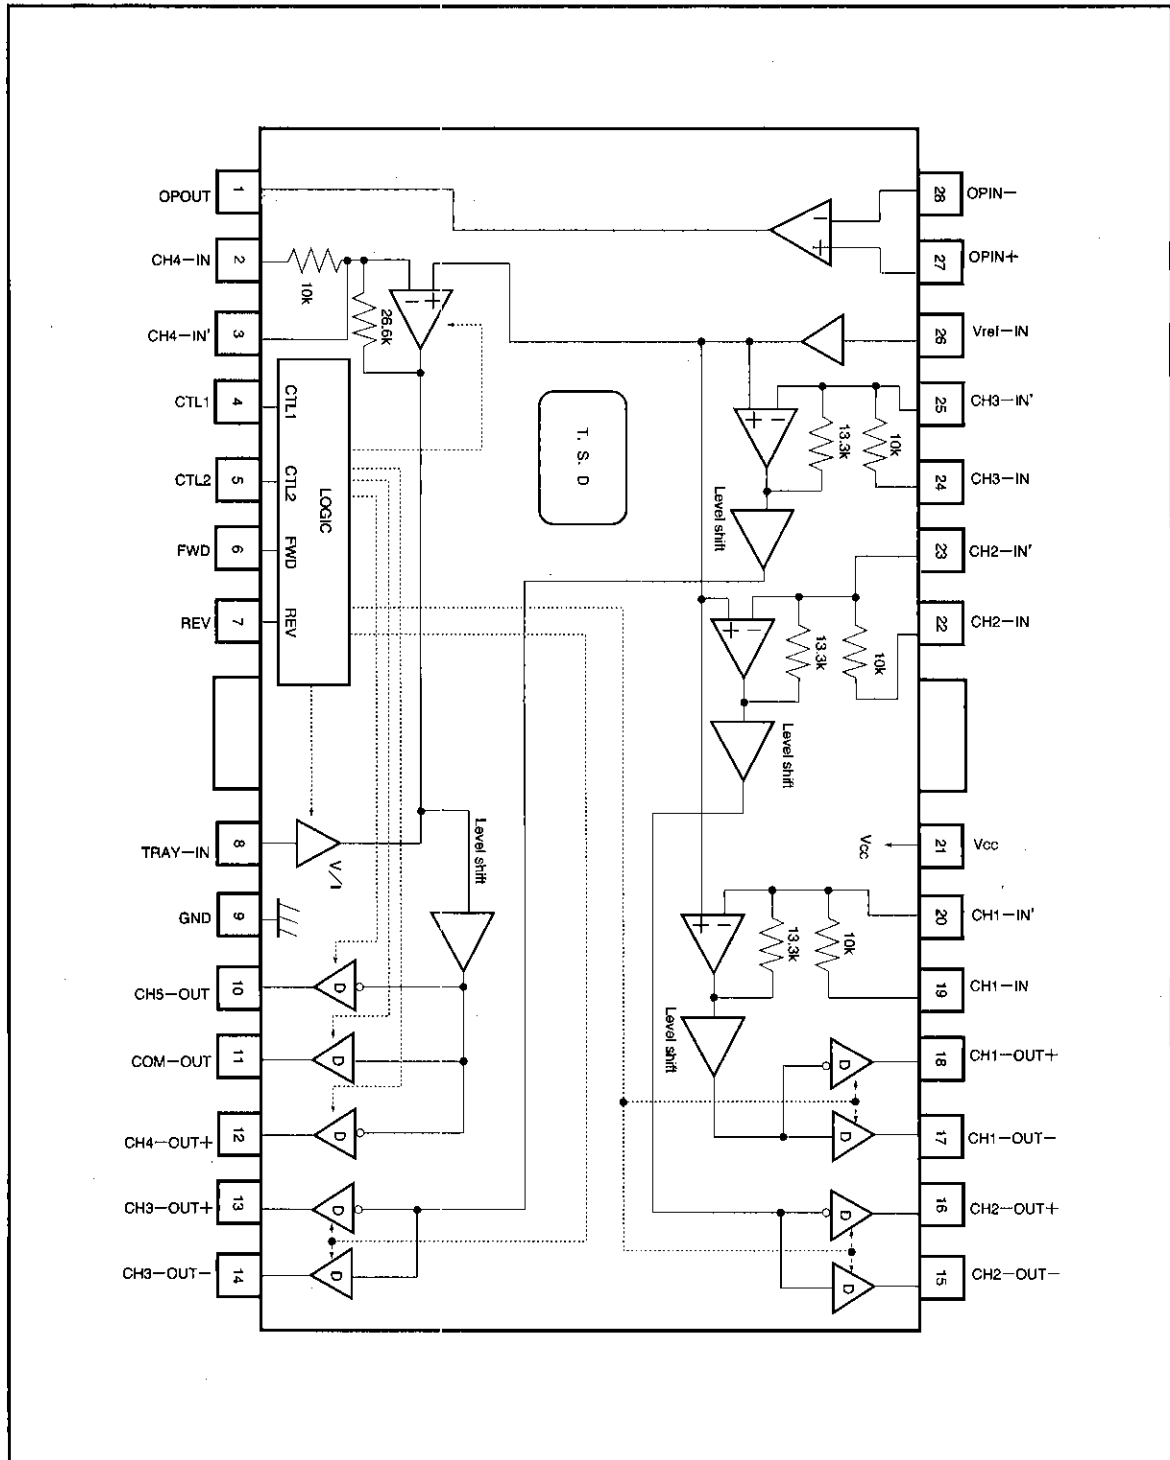 OPOUT 1
CH4-IN 2
CH4-IN' 3
CTL1 4
CTL2 5
FWD 6
REV 7
TRAY-IN 8
GND 9
CH5-OUT 10
COM-OUT 11
CH4-OUT+ 12
CH3-OUT+ 13
CH3-OUT- 14
28 OPIN-
27 OPIN+
26 Vref-IN
25 CH3-IN'
24 CH3-IN
23 CH2-IN'
22 CH2-IN
21 Vcc
20 CH1-IN'
19 CH1-IN
18 CH1-OUT+
17 CH1-OUT-
16 CH2-OUT+
15 CH2-OUT-
10k
26.6k
- +
CTL1 CTL2 FWD REV
LOGIC
T. S. D
V/I
Level shift
D
D
D
D
D
- +
+ -
13.3k
10k
Level shift
+ -
13.3k
10k
Level shift
Vcc
+ -
13.3k
10k
Level shift
D
D
D
D